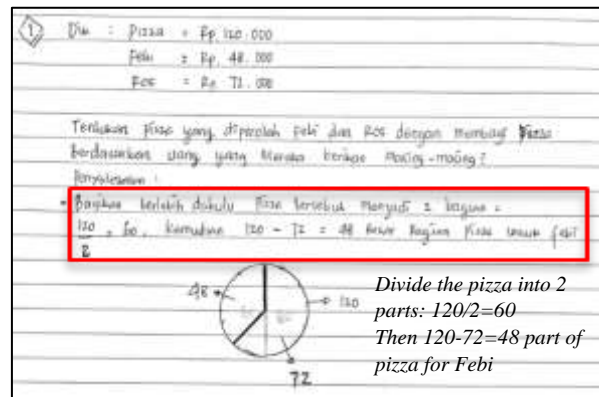 1
Dik : Pizza = Rp. 120.000
Febi = Rp. 48.000
Ros = Rp. 72.000
Tentukan pizza yang diperoleh Febi dan Ros dengan membagi pizza
berdasarkan uang yang mereka berikan masing-masing?
Penyelesaian :
• Bagikan terlebih dahulu pizza tersebut menjadi 2 bagian =
120/2 = 60, kemudian 120 - 72 = 48 bagian pizza untuk Febi
48
120
72
Divide the pizza into 2
parts: 120/2=60
Then 120-72=48 part of
pizza for Febi